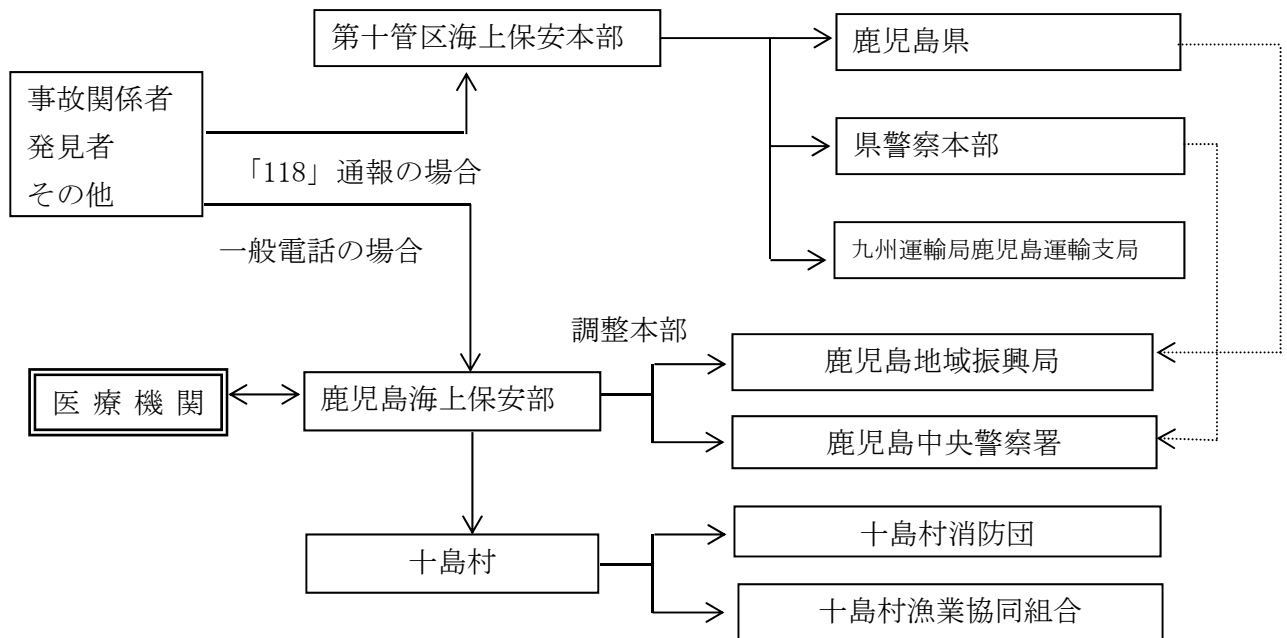 第十管区海上保安本部
鹿児島県
事故関係者
発見者
その他
県警察本部
「118」通報の場合
一般電話の場合
九州運輸局鹿児島運輸支局
調整本部
鹿児島地域振興局
医療機関
鹿児島海上保安部
鹿児島中央警察署
十島村消防団
十島村
十島村漁業協同組合